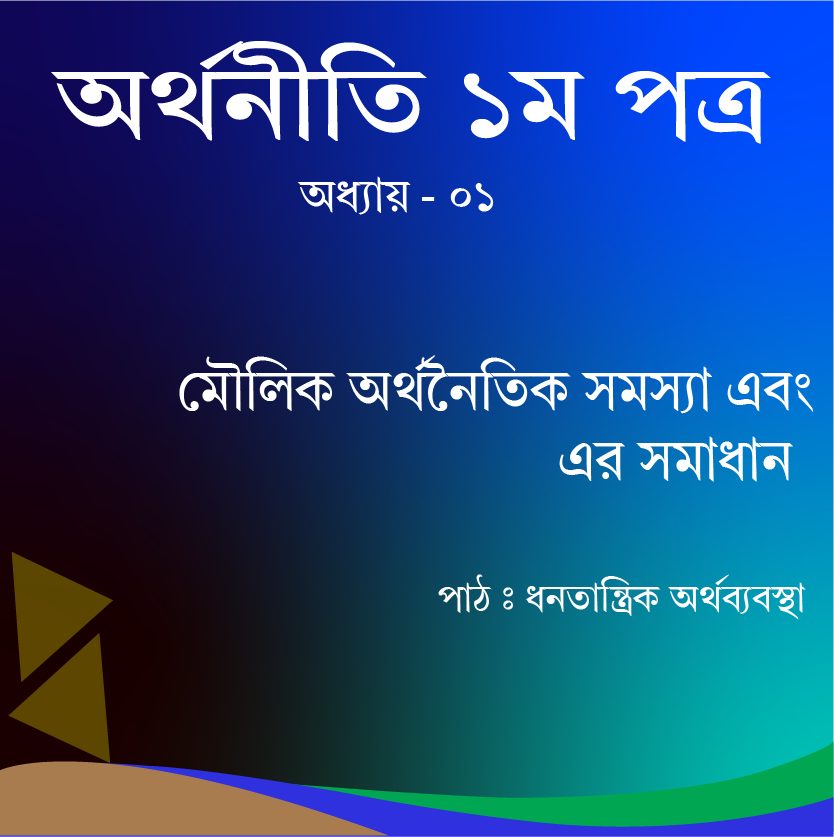 অর্থনীতি ১ম পত্র
অধ্যায় - ০১
মৌলিক অর্থনৈতিক সমস্যা এবং
এর সমাধান
পাঠ ঃ ধনতান্ত্রিক অর্থব্যবস্থা